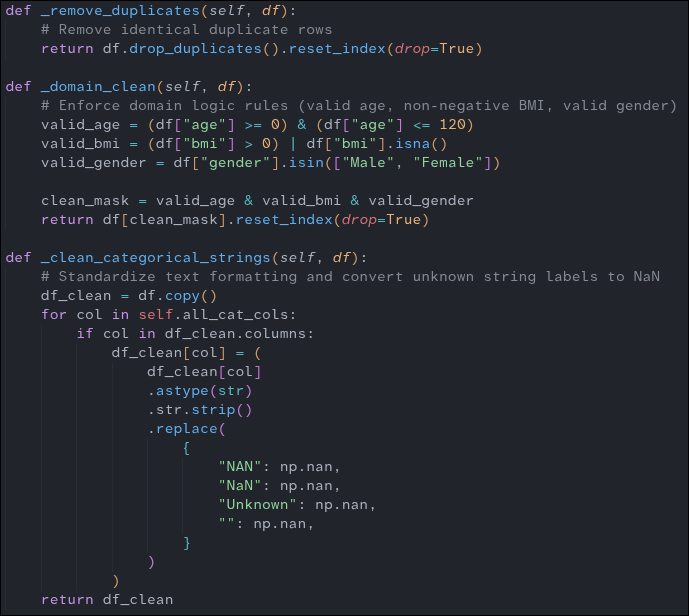 def _remove_duplicates(self, df):
    # Remove identical duplicate rows
    return df.drop_duplicates().reset_index(drop=True)

def _domain_clean(self, df):
    # Enforce domain logic rules (valid age, non-negative BMI, valid gender)
    valid_age = (df["age"] >= 0) & (df["age"] <= 120)
    valid_bmi = (df["bmi"] > 0) | df["bmi"].isna()
    valid_gender = df["gender"].isin(["Male", "Female"])

    clean_mask = valid_age & valid_bmi & valid_gender
    return df[clean_mask].reset_index(drop=True)

def _clean_categorical_strings(self, df):
    # Standardize text formatting and convert unknown string labels to NaN
    df_clean = df.copy()
    for col in self.all_cat_cols:
        if col in df_clean.columns:
            df_clean[col] = (
                df_clean[col]
                .astype(str)
                .str.strip()
                .replace(
                    {
                        "NAN": np.nan,
                        "NaN": np.nan,
                        "Unknown": np.nan,
                        "": np.nan,
                    }
                )
            )
    return df_clean